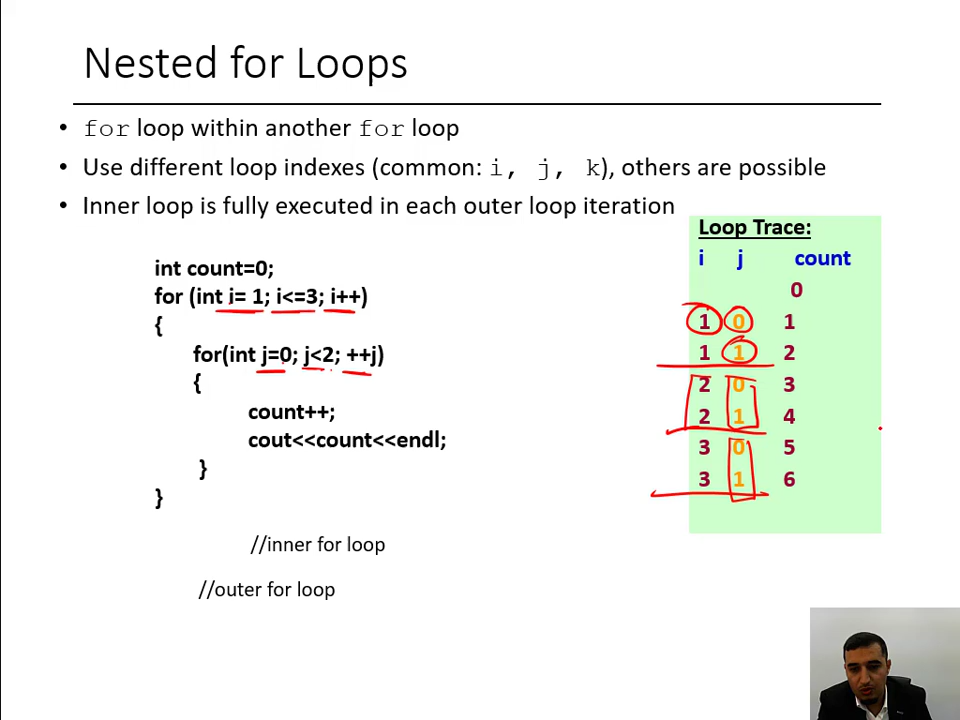 Nested for Loops
• for loop within another for loop
• Use different loop indexes (common: i, j, k), others are possible
• Inner loop is fully executed in each outer loop iteration
int count=0;
for (int i= 1; i<=3; i++)
{
for(int j=0; j<2; ++j)
{
count++;
cout<<count<<endl;
}
}
//inner for loop
//outer for loop
Loop Trace:
i j count
0
1 0 1
1 1 2
2 0 3
2 1 4
3 0 5
3 1 6